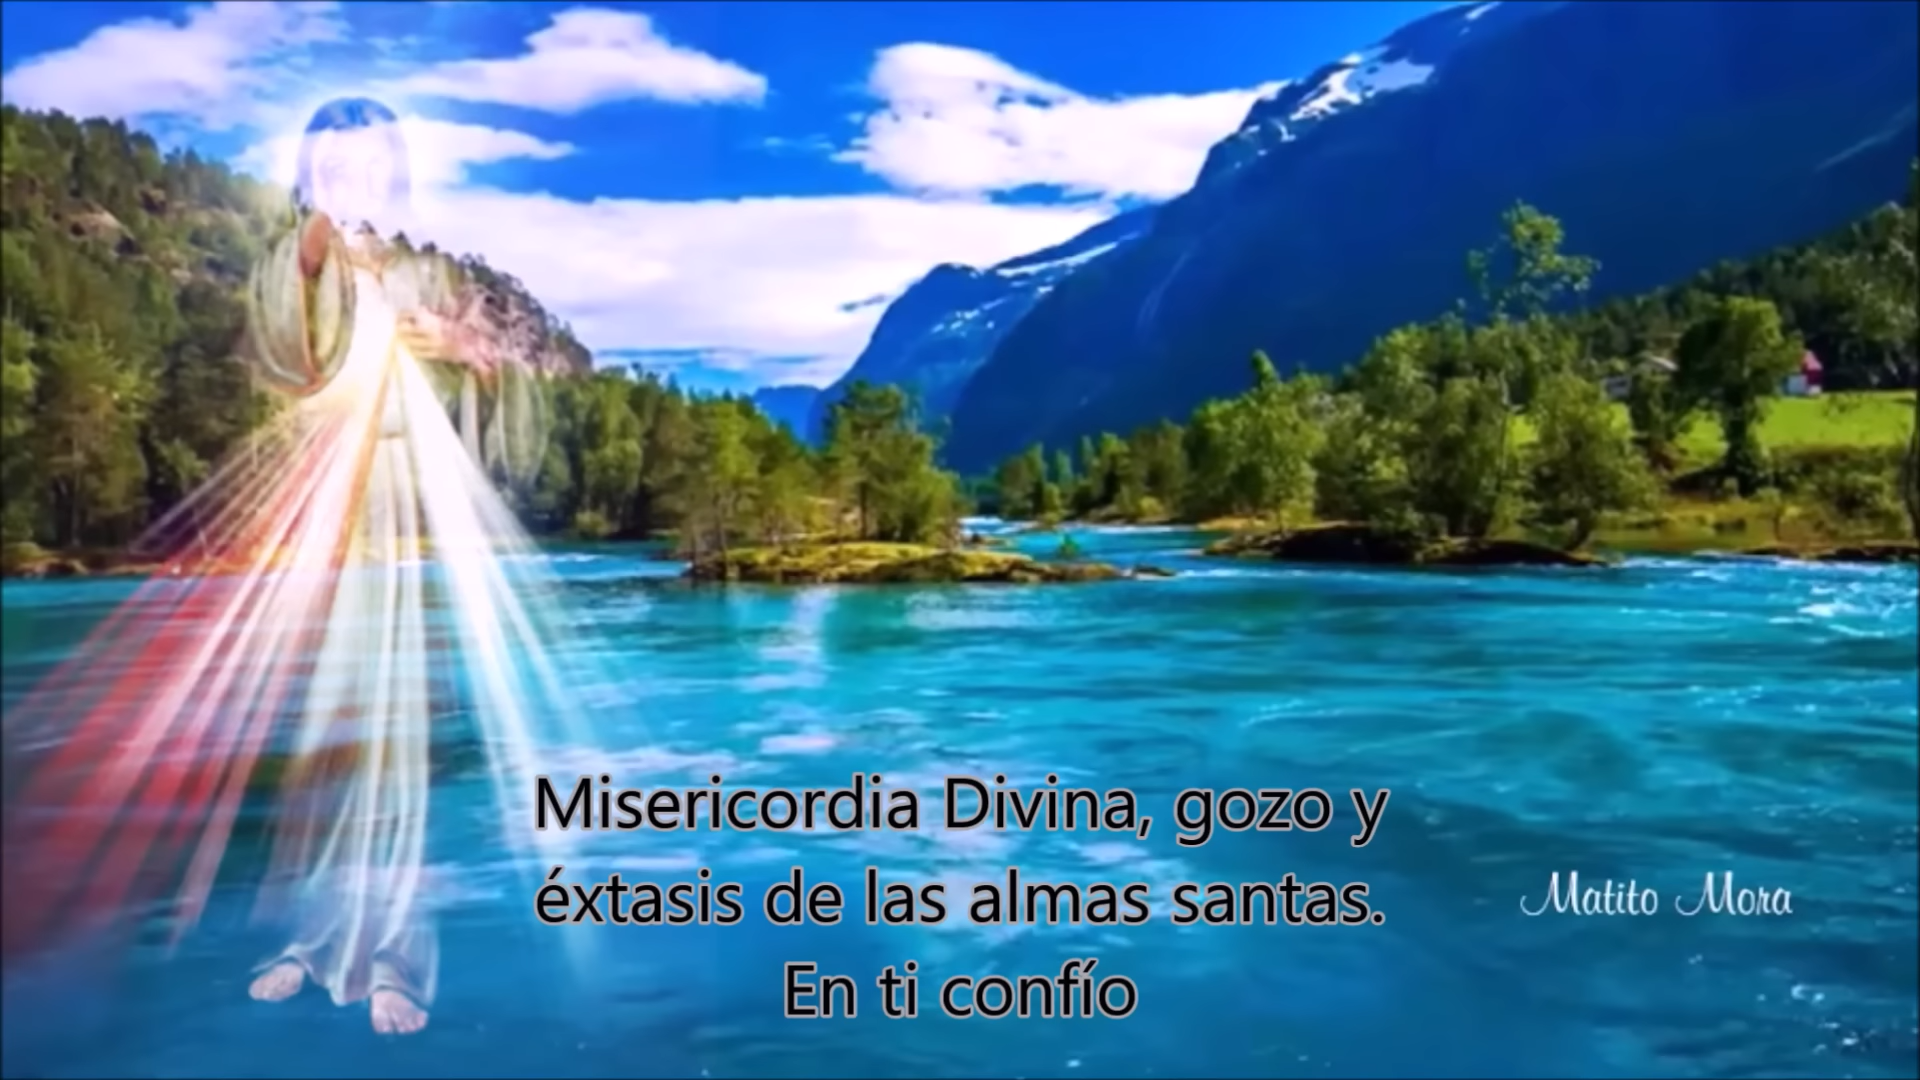 Misericordia Divina, gozo y
éxtasis de las almas santas.
En ti confío
Matito Mora